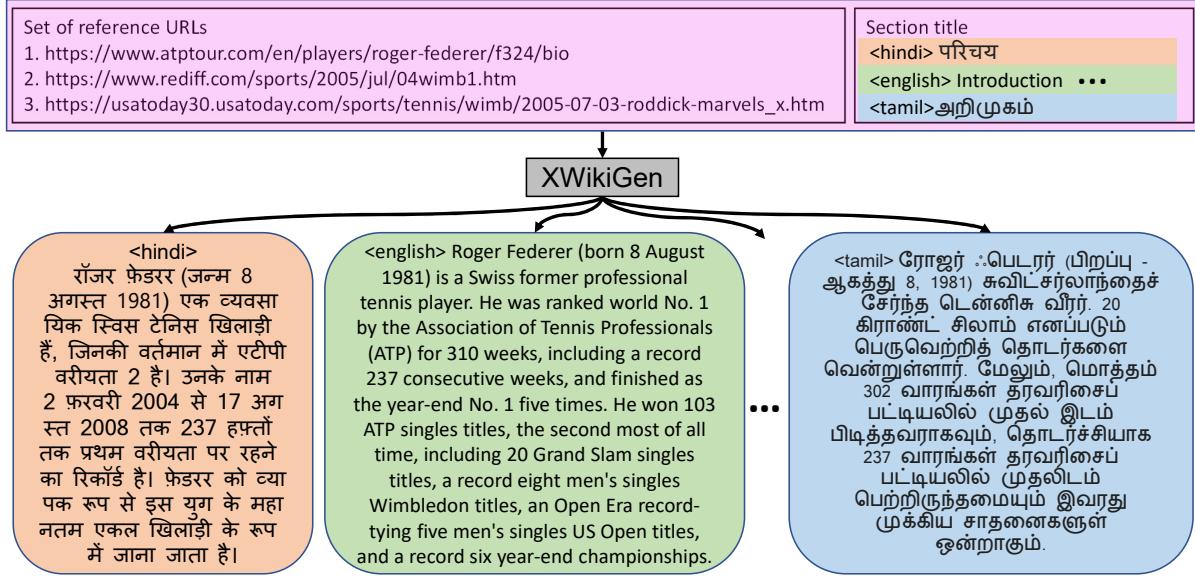 Set of reference URLs
1. https://www.atptour.com/en/players/roger-federer/f324/bio
2. https://www.rediff.com/sports/2005/jul/04wimb1.htm
3. https://usatoday30.usatoday.com/sports/tennis/wimb/2005-07-03-roddick-marvels_x.htm
Section title
<hindi> परिचय
<english> Introduction •••
<tamil>அறிமுகம்
XWikiGen
<hindi>
रॉजर फ़ेडरर (जन्म 8
अगस्त 1981) एक व्यवसा
यिक स्विस टेनिस खिलाड़ी
हैं, जिनकी वर्तमान में एटीपी
वरीयता 2 है। उनके नाम
2 फ़रवरी 2004 से 17 अग
स्त 2008 तक 237 हफ़्तों
तक प्रथम वरीयता पर रहने
का रिकॉर्ड है। फ़ेडरर को व्या
पक रूप से इस युग के महा
नतम एकल खिलाड़ी के रूप
में जाना जाता है।
<english> Roger Federer (born 8 August
1981) is a Swiss former professional
tennis player. He was ranked world No. 1
by the Association of Tennis Professionals
(ATP) for 310 weeks, including a record
237 consecutive weeks, and finished as
the year-end No. 1 five times. He won 103
ATP singles titles, the second most of all
time, including 20 Grand Slam singles
titles, a record eight men's singles
Wimbledon titles, an Open Era record-
tying five men's singles US Open titles,
and a record six year-end championships.
•••
<tamil> ரோஜர் ஃபெடரர் (பிறப்பு -
ஆகத்து 8, 1981) சுவிட்சர்லாந்தைச்
சேர்ந்த டென்னிசு வீரர். 20
கிராண்ட் சிலாம் எனப்படும்
பெருவெற்றித் தொடர்களை
வென்றுள்ளார். மேலும், மொத்தம்
302 வாரங்கள் தரவரிசைப்
பட்டியலில் முதல் இடம்
பிடித்தவராகவும், தொடர்ச்சியாக
237 வாரங்கள் தரவரிசைப்
பட்டியலில் முதலிடம்
பெற்றிருந்தமையும் இவரது
முக்கிய சாதனைகளுள்
ஒன்றாகும்.